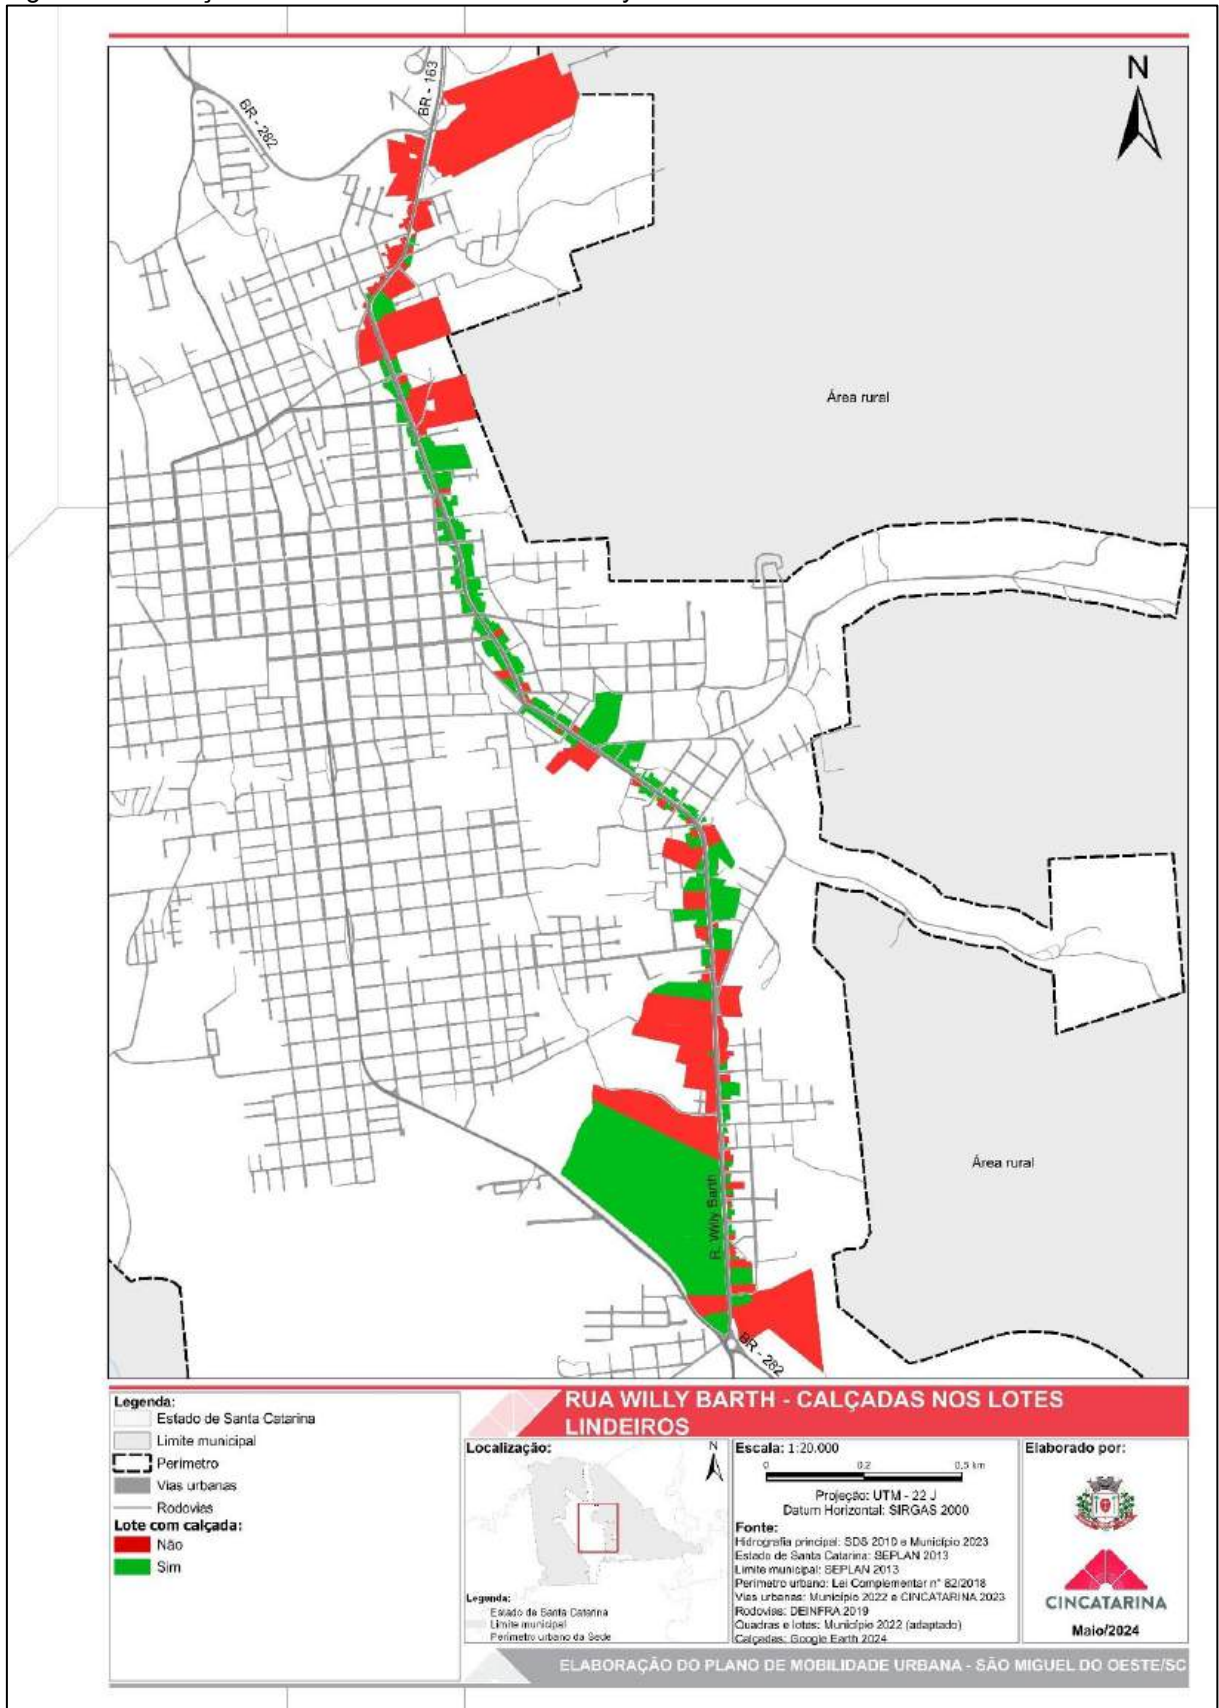 N
BR - 163
BR - 282
Área rural
Área rural
R. Willy Barth
BR - 282
Legenda:
Estado de Santa Catarina
Limite municipal
Perímetro
Vias urbanas
Rodovias
Lote com calçada:
Não
Sim
RUA WILLY BARTH - CALÇADAS NOS LOTES
LINDEIROS
Localização:
N
Legenda:
Estado de Santa Catarina
Limite municipal
Perímetro urbano da Sede
Escala: 1:20.000
0 0,2 0,5 km
Projeção: UTM - 22 J
Datum Horizontal: SIRGAS 2000
Fonte:
Hidrografia principal: SDS 2010 e Município 2023
Estado de Santa Catarina: SEPLAN 2013
Limite municipal: SEPLAN 2013
Perímetro urbano: Lei Complementar n° 82/2018
Vias urbanas: Município 2022 e CINCATARINA 2023
Rodovias: DEINFRA 2019
Quadras e lotes: Município 2022 (adaptado)
Calçadas: Google Earth 2024
Elaborado por:
CINCATARINA
Maio/2024
ELABORAÇÃO DO PLANO DE MOBILIDADE URBANA - SÃO MIGUEL DO OESTE/SC